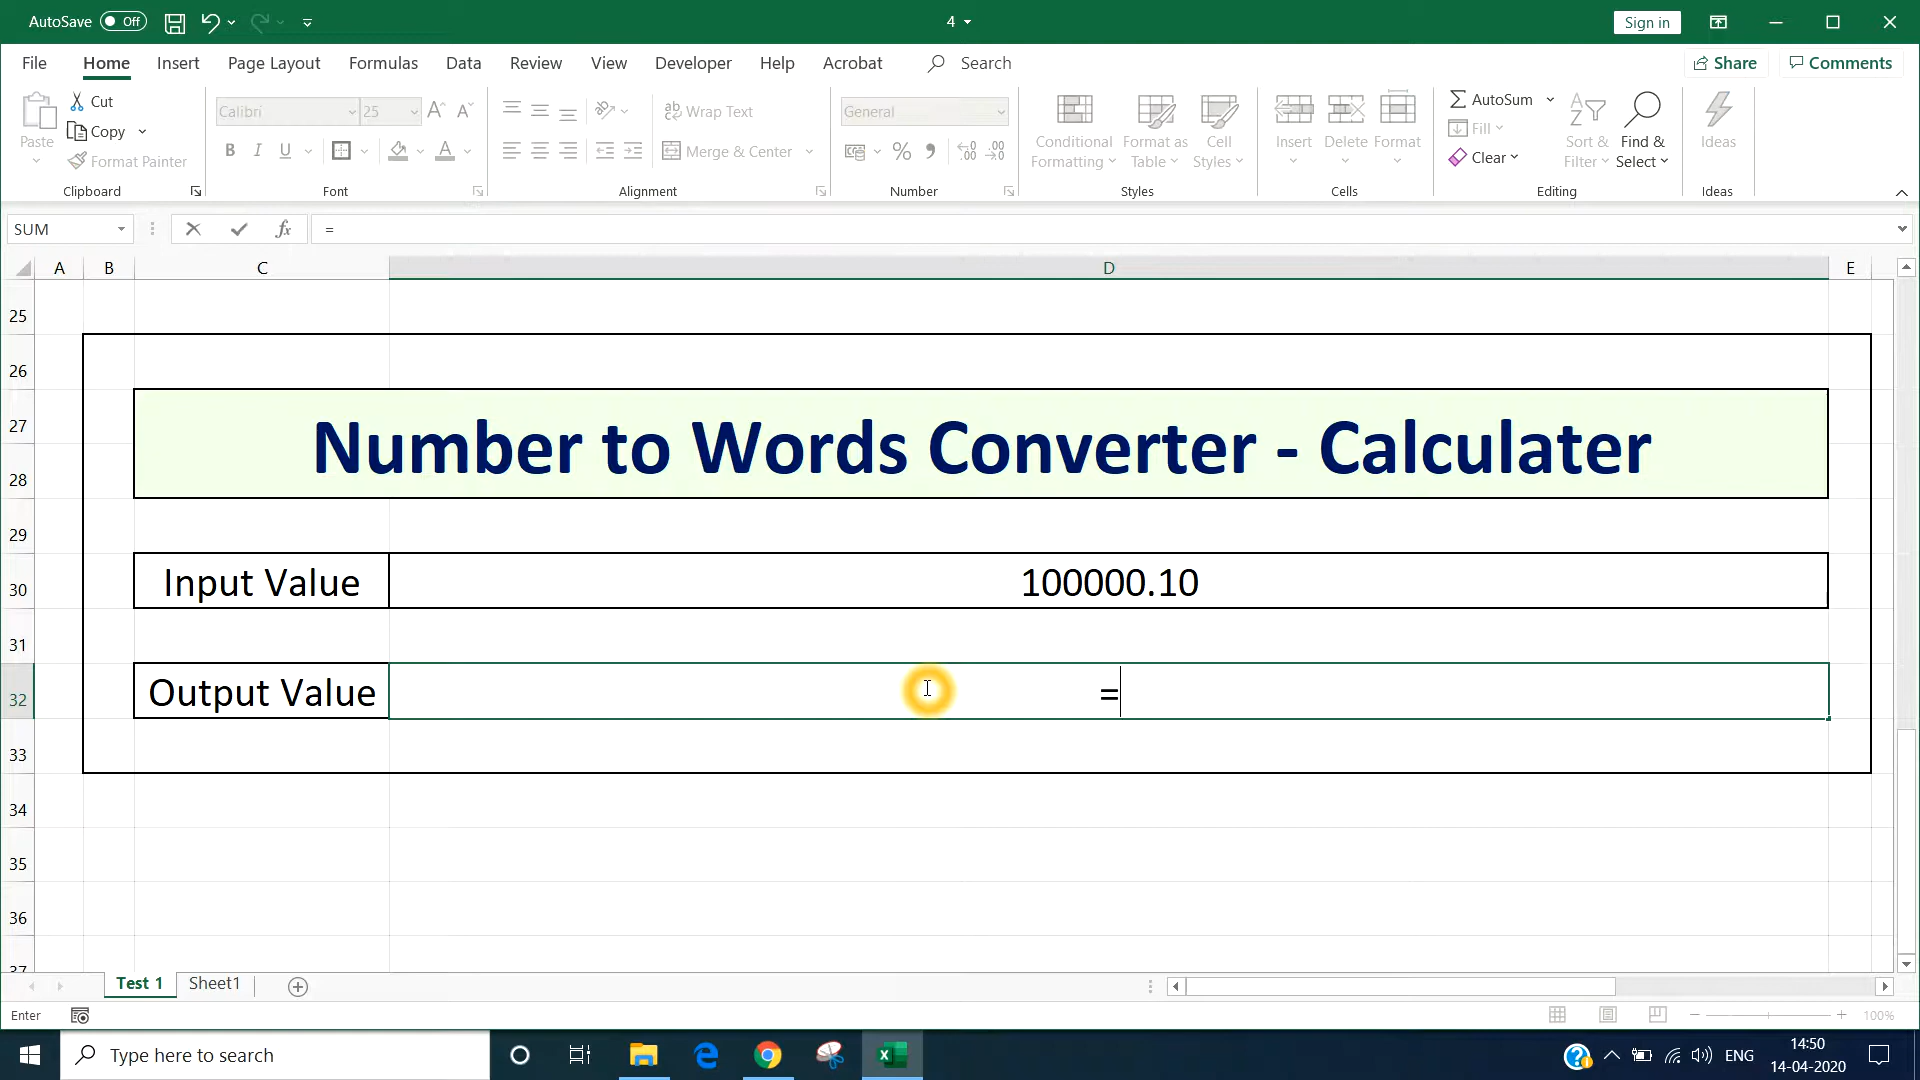 AutoSave Off 4 Sign in
File Home Insert Page Layout Formulas Data Review View Developer Help Acrobat Search Share Comments
Paste Cut Copy Format Painter Clipboard
Calibri 25 A A B I U A Font
ab Wrap Text Merge & Center Alignment
General % , Number
Conditional Formatting Format as Table Cell Styles Styles
Insert Delete Format Cells
AutoSum Fill Clear Sort & Filter Find & Select Editing
Ideas Ideas
SUM fx =
A B C D E
25
26
27 Number to Words Converter - Calculater
28
29
30 Input Value 100000.10
31
32 Output Value =
33
34
35
36
37
Test 1 Sheet1
Enter 100%
Type here to search ENG 14:50
14-04-2020